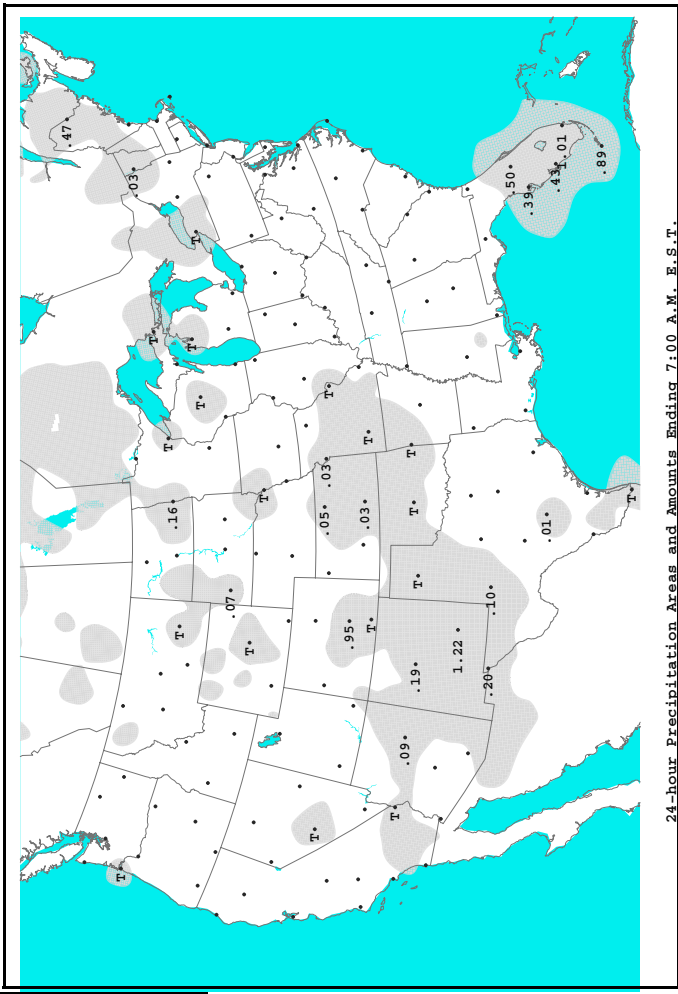 .47
T
.03
T
T
.16
T
T
T
T
.07
T
T
T
.05
.03
T
.95
.03
T
T
T
.09
T
T
.19
T
1.22
.20
.10
.50
.39
.01
.43
1.01
.89
T
24-hour Precipitation Areas and Amounts Ending 7:00 A.M. E.S.T.